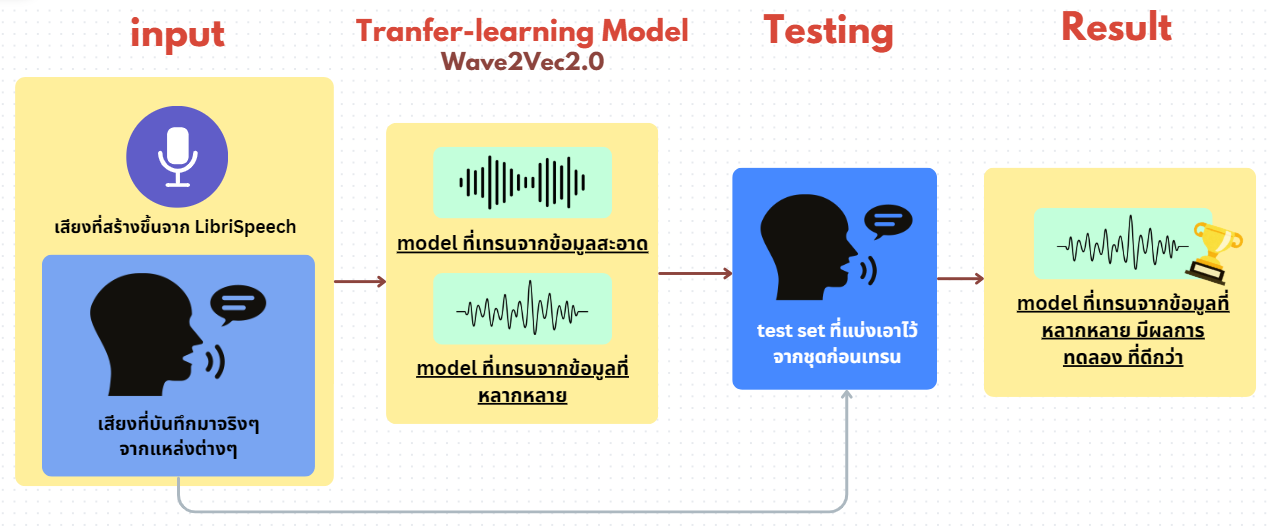 input
Tranfer-learning Model
Wave2Vec2.0
Testing
Result
เสียงที่สร้างขึ้นจาก LibriSpeech
เสียงที่บันทึกมาจริงๆ
จากแหล่งต่างๆ
model ที่เทรนจากข้อมูลสะอาด
model ที่เทรนจากข้อมูลที่
หลากหลาย
test set ที่แบ่งเอาไว้
จากชุดก่อนเทรน
model ที่เทรนจากข้อมูลที่
หลากหลาย มีผลการ
ทดลอง ที่ดีกว่า